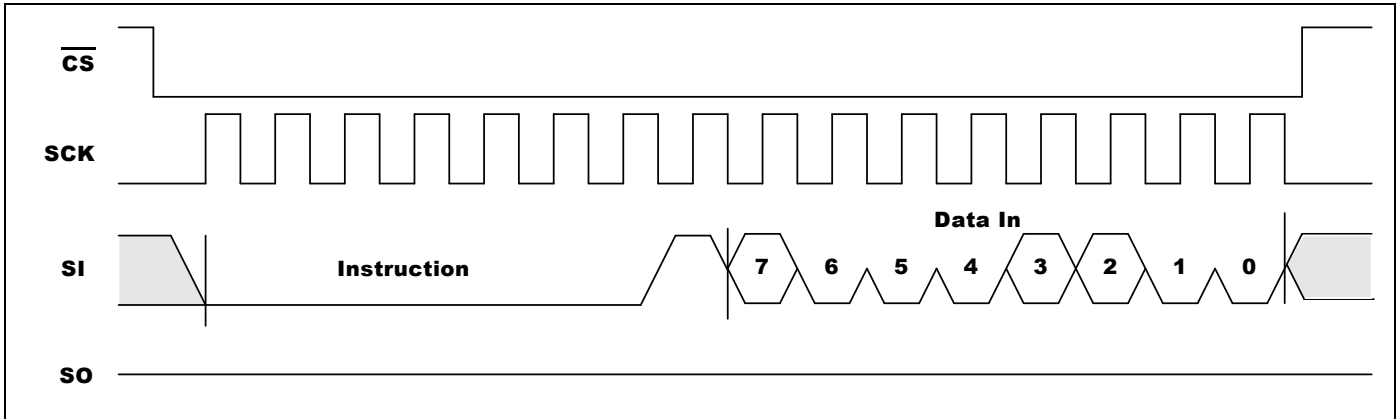 CS
SCK
Data In
SI Instruction 7 6 5 4 3 2 1 0
SO